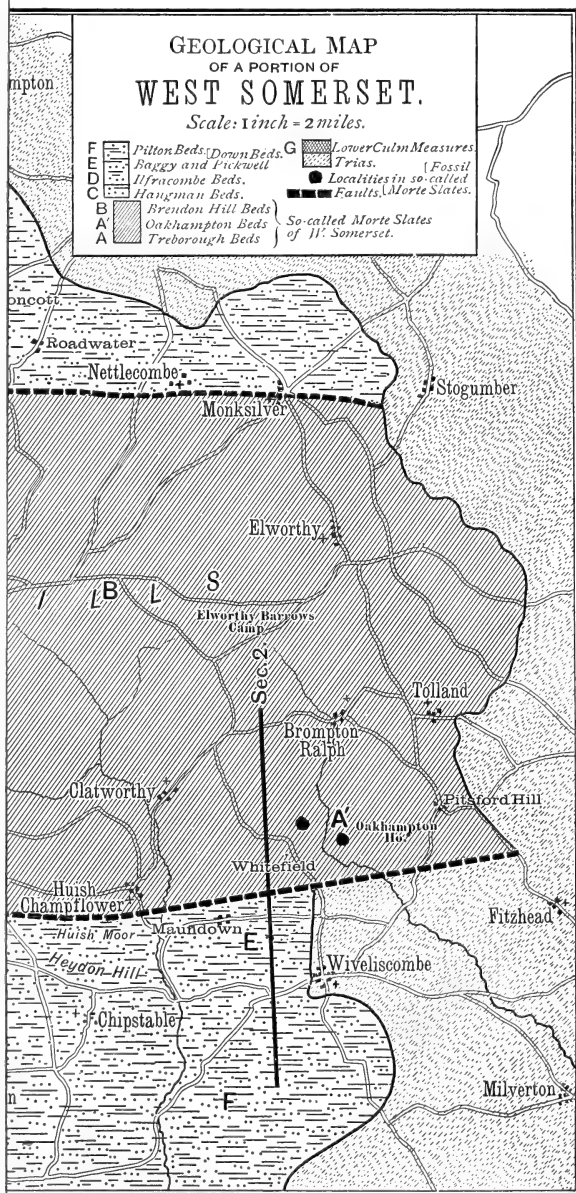 GEOLOGICAL MAP
OF A PORTION OF
WEST SOMERSET.
Scale: 1 inch = 2 miles.
F Pilton Beds. [Down Beds.
E Baggy and Pickwell
D Ilfracombe Beds.
C Hangman Beds.
B Brendon Hill Beds
A' Oakhampton Beds
A Treborough Beds
So-called Morte Slates
of W. Somerset.
G Lower Culm Measures.
Trias. [Fossil
Localities in so-called
Faults. [Morte Slates.
mpton
oncott
Roadwater
Nettlecombe
Monksilver
Stogumber
Elworthy
I L B L S
Elworthy Barrows
Camp
Sec. 2
Tolland
Brompton
Ralph
Clatworthy
Pitsford Hill
A'
Oakhampton
Ho.
Whitefield
Huish
Champflower
Fitzhead
Huish Moor
Maundown
E
Heydon Hill
Wiveliscombe
Chipstable
n
F
Milverton